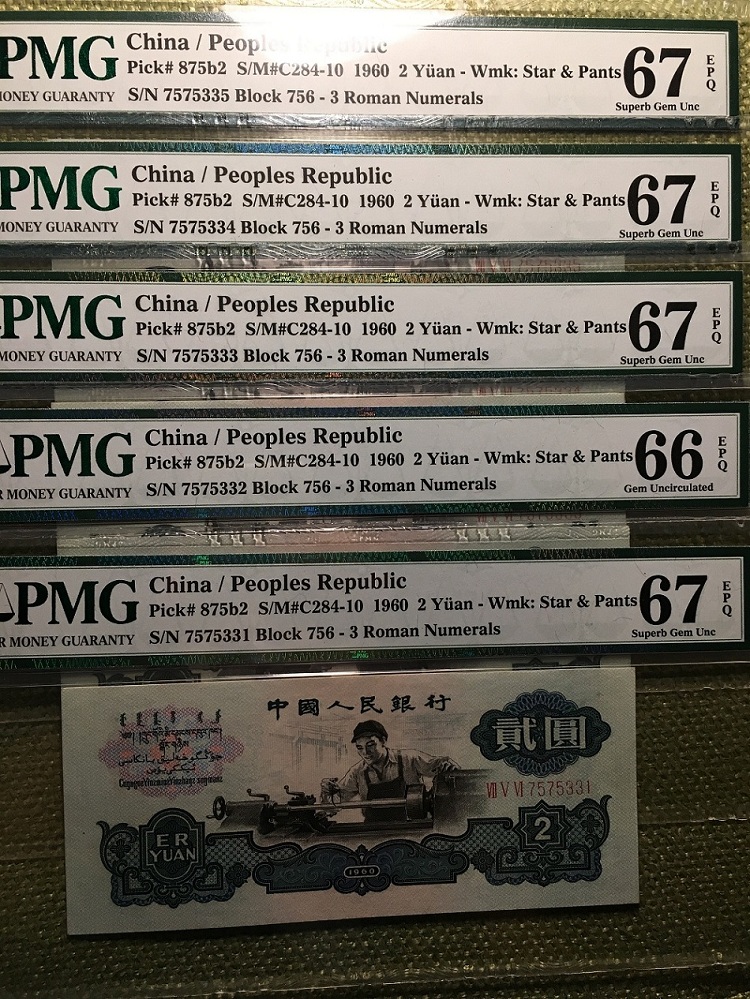 PMG
MONEY GUARANTY
China / Peoples Republic
Pick# 875b2 S/M#C284-10 1960 2 Yüan - Wmk: Star & Pants
S/N 7575335 Block 756 - 3 Roman Numerals
67
EPQ
Superb Gem Unc
PMG
MONEY GUARANTY
China / Peoples Republic
Pick# 875b2 S/M#C284-10 1960 2 Yüan - Wmk: Star & Pants
S/N 7575334 Block 756 - 3 Roman Numerals
67
EPQ
Superb Gem Unc
PMG
MONEY GUARANTY
China / Peoples Republic
Pick# 875b2 S/M#C284-10 1960 2 Yüan - Wmk: Star & Pants
S/N 7575333 Block 756 - 3 Roman Numerals
67
EPQ
Superb Gem Unc
PMG
R MONEY GUARANTY
China / Peoples Republic
Pick# 875b2 S/M#C284-10 1960 2 Yüan - Wmk: Star & Pants
S/N 7575332 Block 756 - 3 Roman Numerals
66
EPQ
Gem Uncirculated
PMG
R MONEY GUARANTY
China / Peoples Republic
Pick# 875b2 S/M#C284-10 1960 2 Yüan - Wmk: Star & Pants
S/N 7575331 Block 756 - 3 Roman Numerals
67
EPQ
Superb Gem Unc
中國人民銀行
貳圓
Ⅶ Ⅴ Ⅵ 7575331
2
ER
YUAN
1960